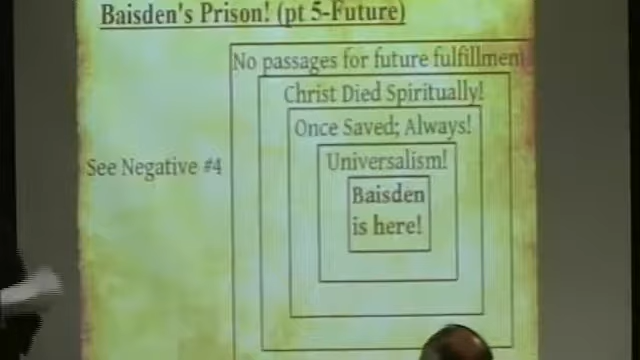 Baisden's Prison! (pt 5-Future)
No passages for future fulfillment
Christ Died Spiritually!
Once Saved; Always!
Universalism!
See Negative #4
Baisden
is here!